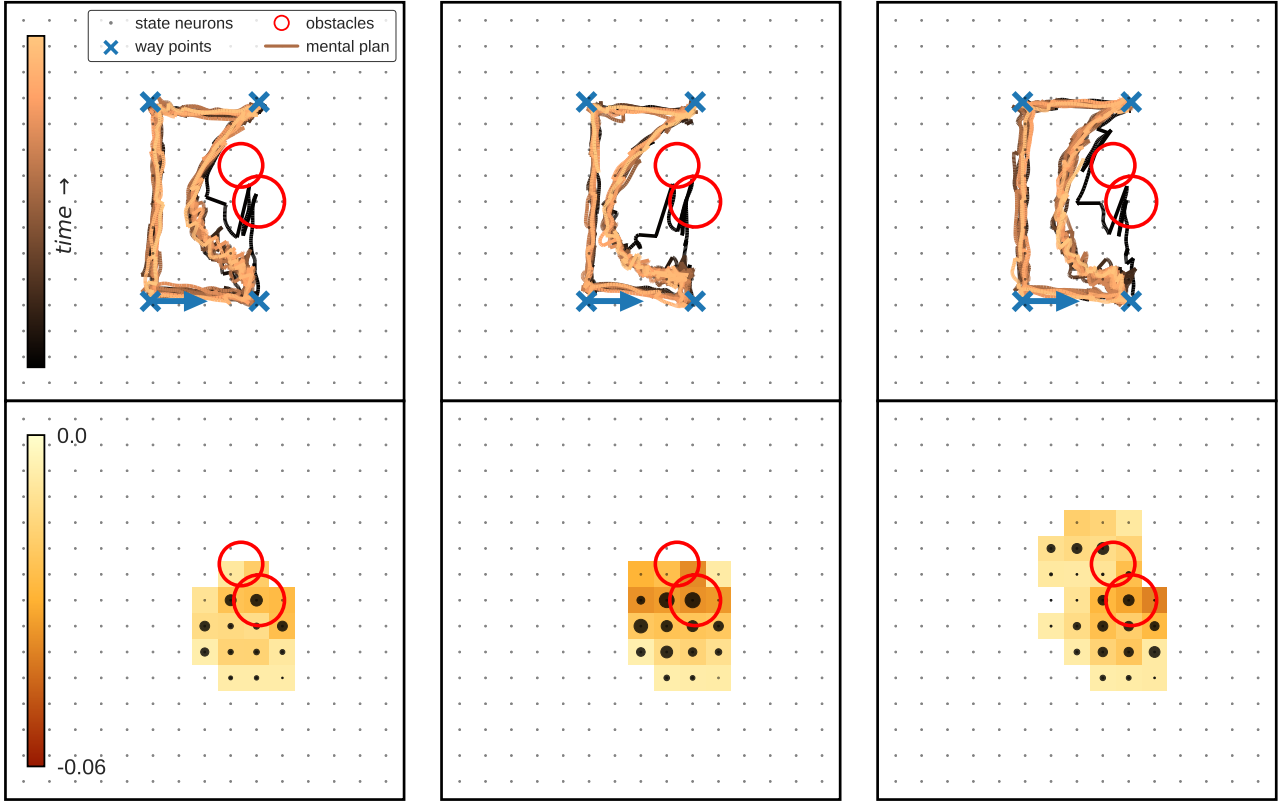 state neurons obstacles
way points mental plan
time →
0.0
-0.06